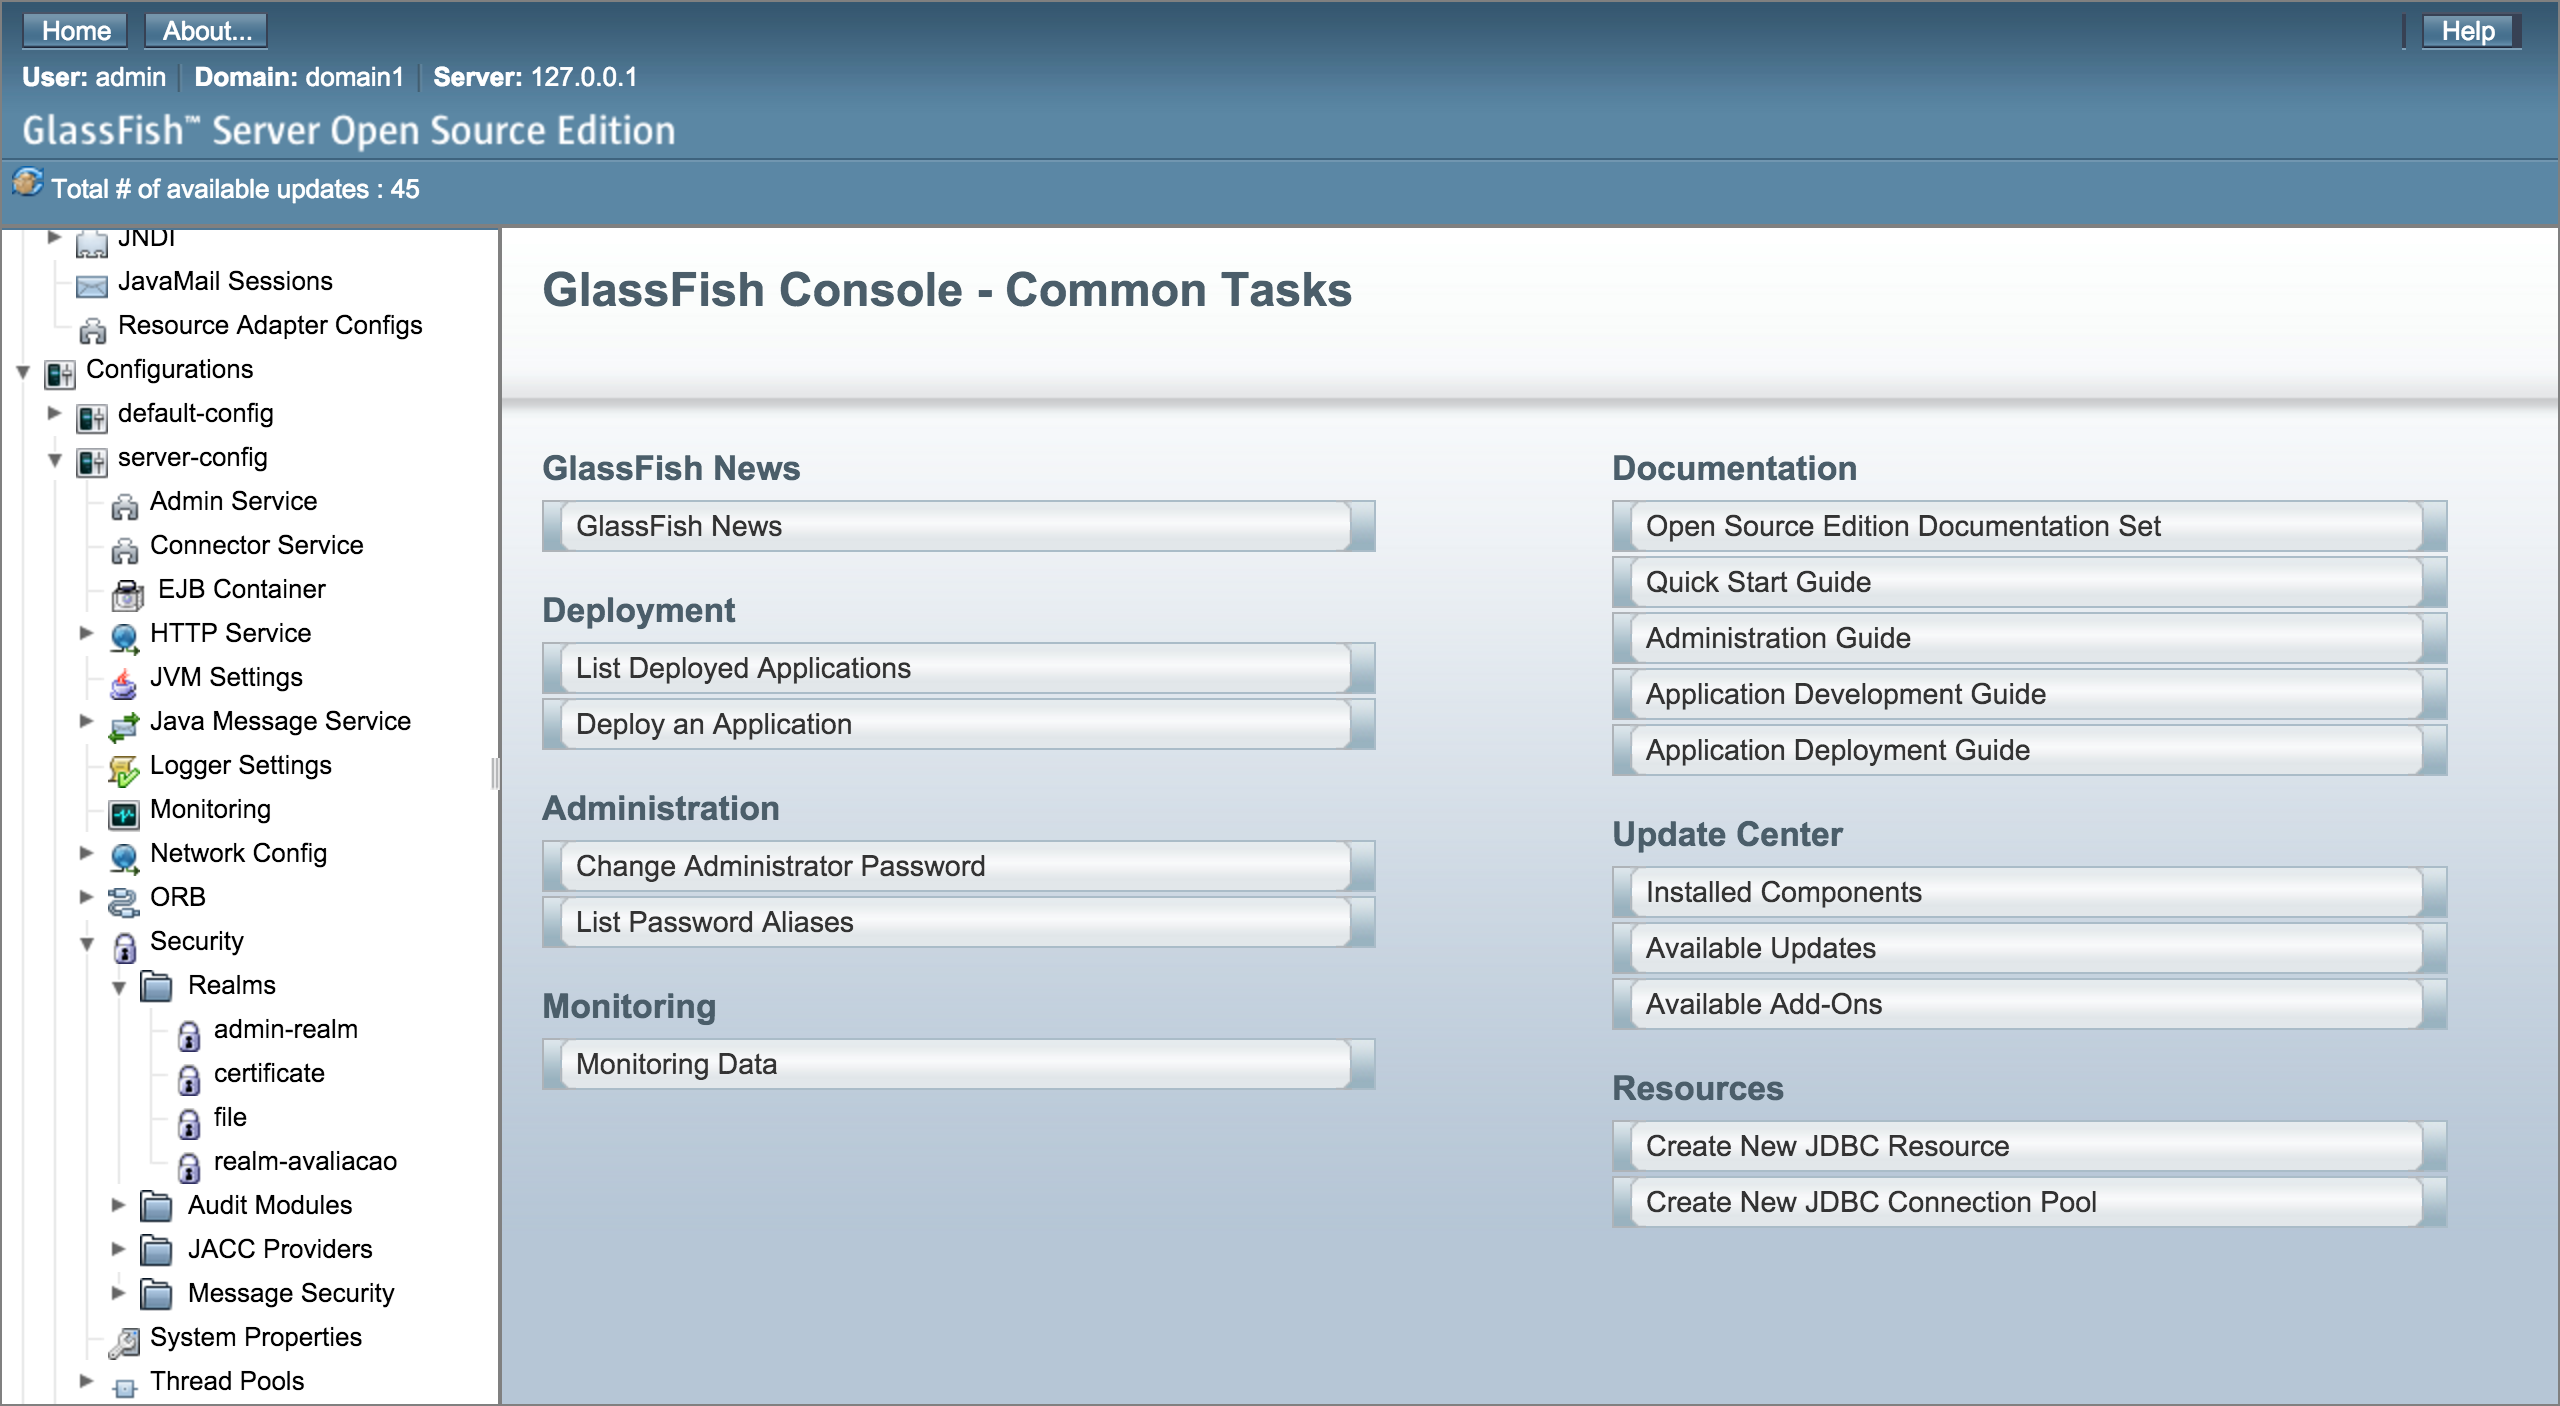 Home About... Help
User: admin Domain: domain1 Server: 127.0.0.1
GlassFish™ Server Open Source Edition
Total # of available updates : 45
JNDI
JavaMail Sessions
Resource Adapter Configs
Configurations
default-config
server-config
Admin Service
Connector Service
EJB Container
HTTP Service
JVM Settings
Java Message Service
Logger Settings
Monitoring
Network Config
ORB
Security
Realms
admin-realm
certificate
file
realm-avaliacao
Audit Modules
JACC Providers
Message Security
System Properties
Thread Pools
GlassFish Console - Common Tasks
GlassFish News
GlassFish News
Deployment
List Deployed Applications
Deploy an Application
Administration
Change Administrator Password
List Password Aliases
Monitoring
Monitoring Data
Documentation
Open Source Edition Documentation Set
Quick Start Guide
Administration Guide
Application Development Guide
Application Deployment Guide
Update Center
Installed Components
Available Updates
Available Add-Ons
Resources
Create New JDBC Resource
Create New JDBC Connection Pool